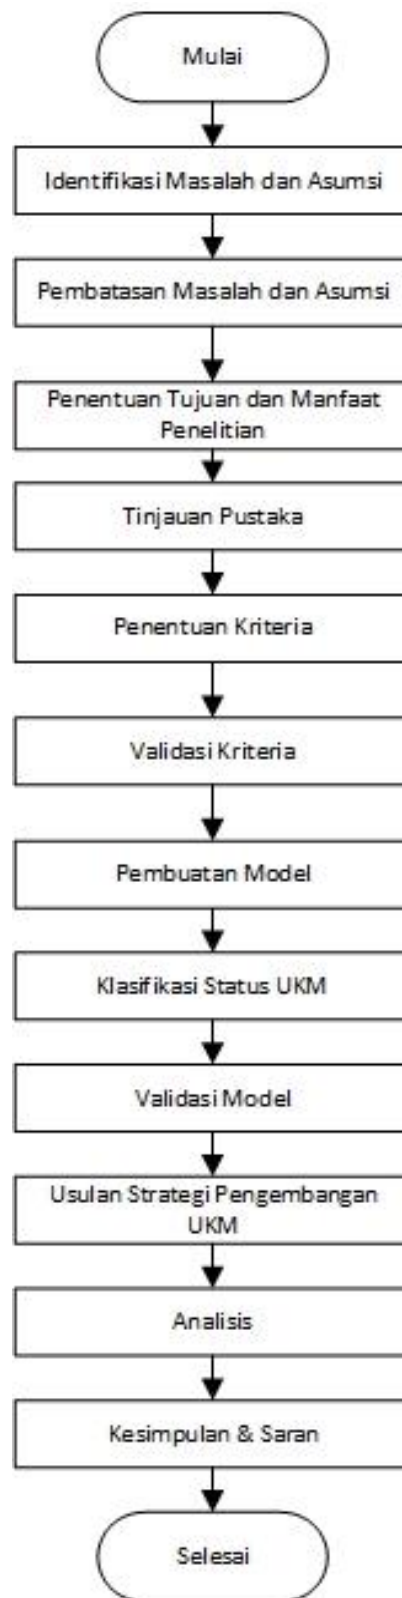 Mulai
Identifikasi Masalah dan Asumsi
Pembatasan Masalah dan Asumsi
Penentuan Tujuan dan Manfaat
Penelitian
Tinjauan Pustaka
Penentuan Kriteria
Validasi Kriteria
Pembuatan Model
Klasifikasi Status UKM
Validasi Model
Usulan Strategi Pengembangan
UKM
Analisis
Kesimpulan & Saran
Selesai